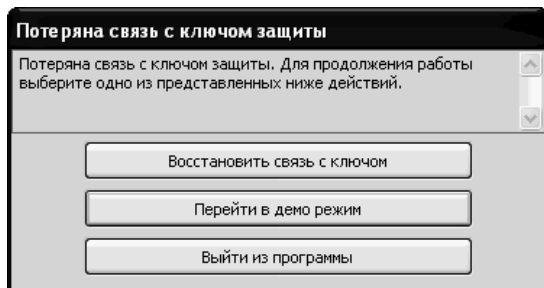 Потеряна связь с ключом защиты
Потеряна связь с ключом защиты. Для продолжения работы
выберите одно из представленных ниже действий.
Восстановить связь с ключом
Перейти в демо режим
Выйти из программы